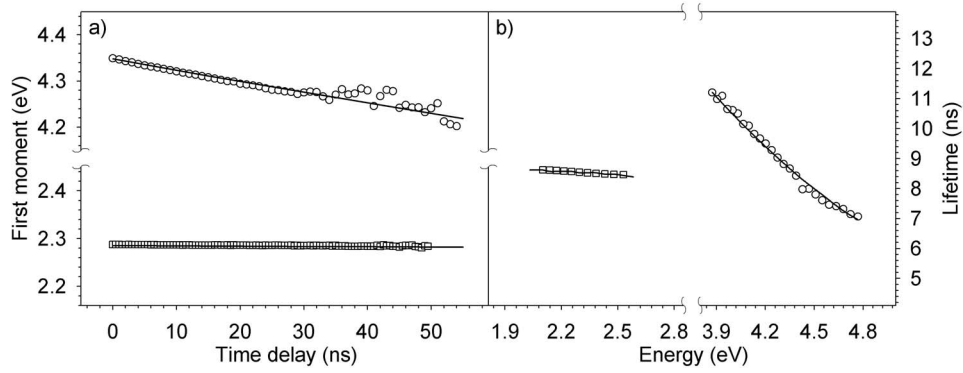 a)
b)
First moment (eV)
4.4
4.3
4.2
2.4
2.3
2.2
0 10 20 30 40 50
Time delay (ns)
1.9 2.2 2.5 2.8 3.9 4.2 4.5 4.8
Energy (eV)
13
12
11
10
9
8
7
6
5
Lifetime (ns)